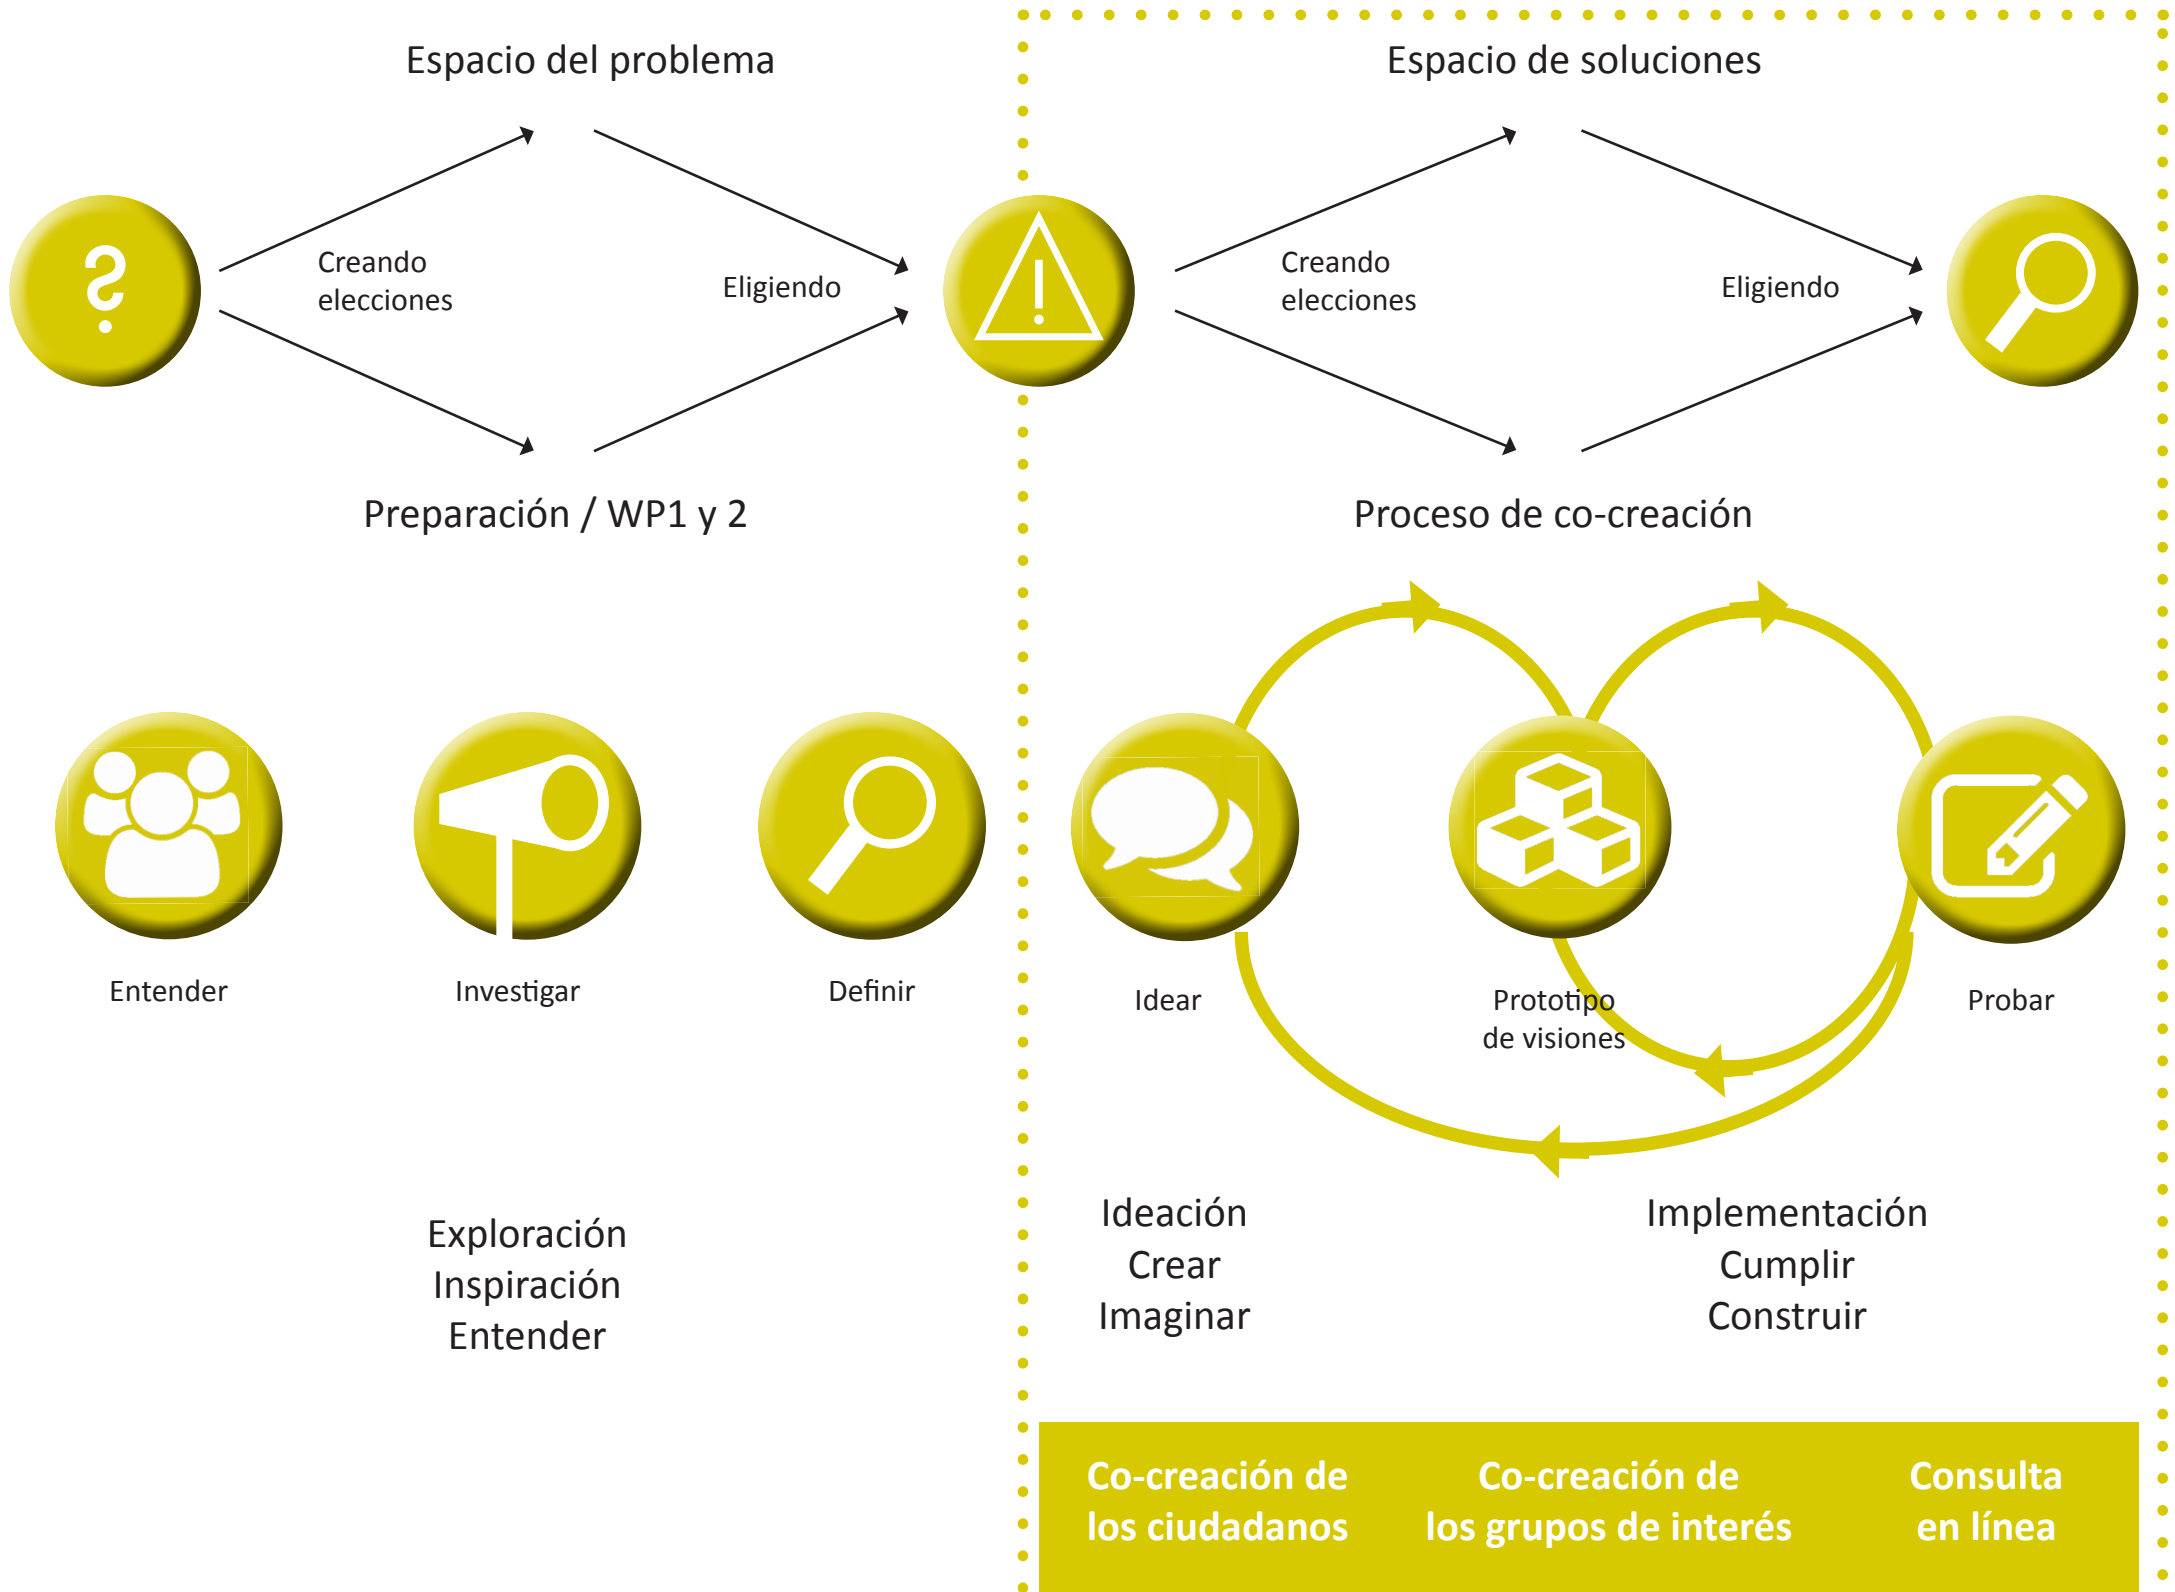 Espacio del problema
Espacio de soluciones
Creando
elecciones
Eligiendo
Creando
elecciones
Eligiendo
Preparación / WP1 y 2
Proceso de co-creación
Entender
Investigar
Definir
Idear
Prototipo
de visiones
Probar
Exploración
Inspiración
Entender
Ideación
Crear
Imaginar
Implementación
Cumplir
Construir
Co-creación de
los ciudadanos
Co-creación de
los grupos de interés
Consulta
en línea